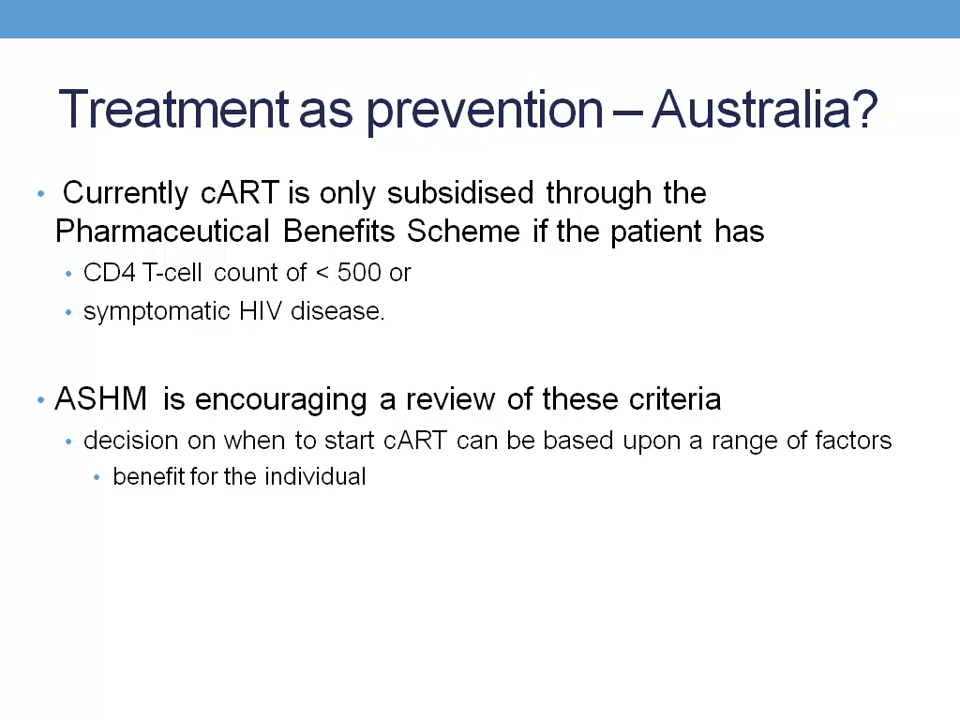 Treatment as prevention – Australia?
• Currently cART is only subsidised through the
Pharmaceutical Benefits Scheme if the patient has
• CD4 T-cell count of < 500 or
• symptomatic HIV disease.
• ASHM is encouraging a review of these criteria
• decision on when to start cART can be based upon a range of factors
• benefit for the individual